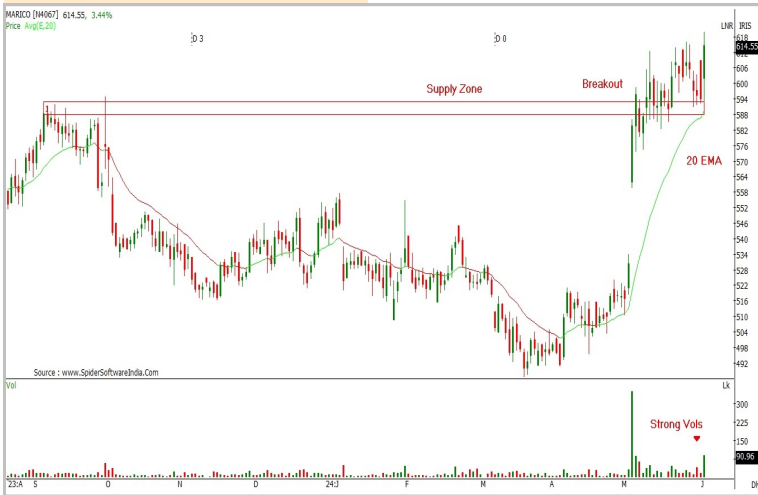 MARICO [N4067] 614.55, 3.44%
Price Avg(E,20)
LNR IRIS
D 3
D 0
618
614.55
612
606
600
594
588
582
576
570
564
558
552
546
540
534
528
522
516
510
504
498
492
Supply Zone
Breakout
20 EMA
Source : www.SpiderSoftwareIndia.Com
Vol
Lk
300
225
150
90.96
Strong Vols
'23:A S O N D '24:J F M A M J